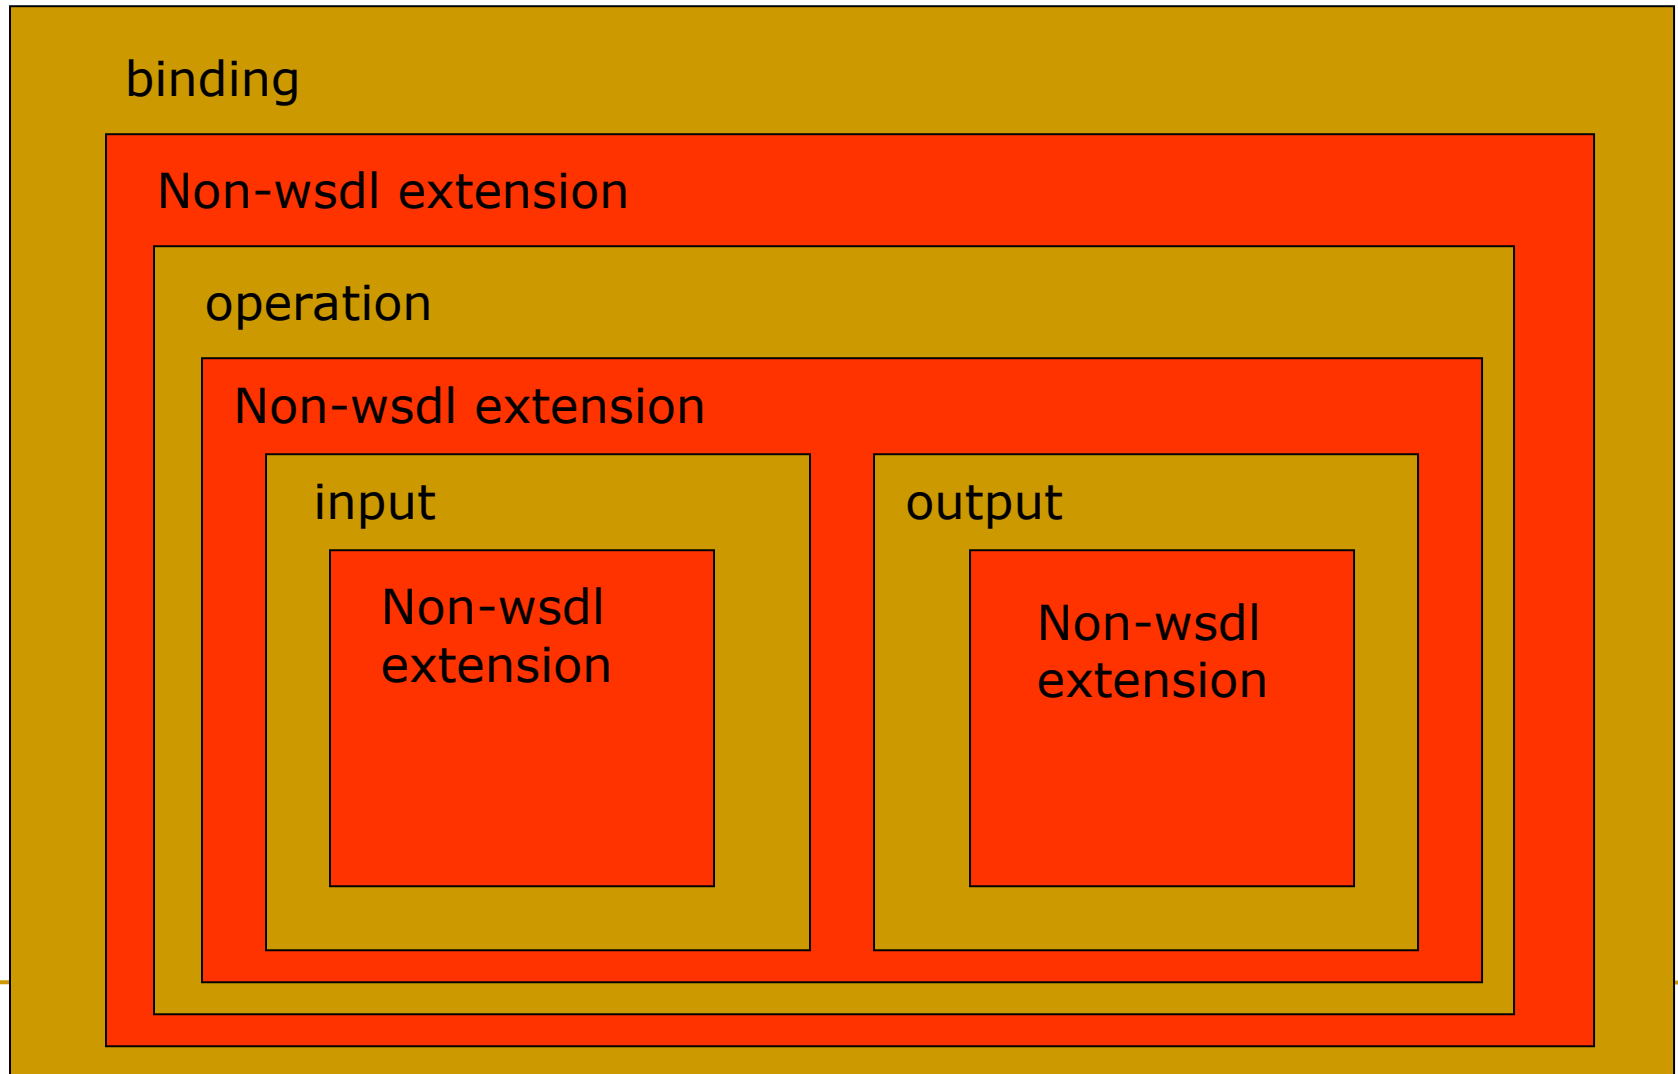 binding
Non-wsdl extension
operation
Non-wsdl extension
input
output
Non-wsdl
extension
Non-wsdl
extension